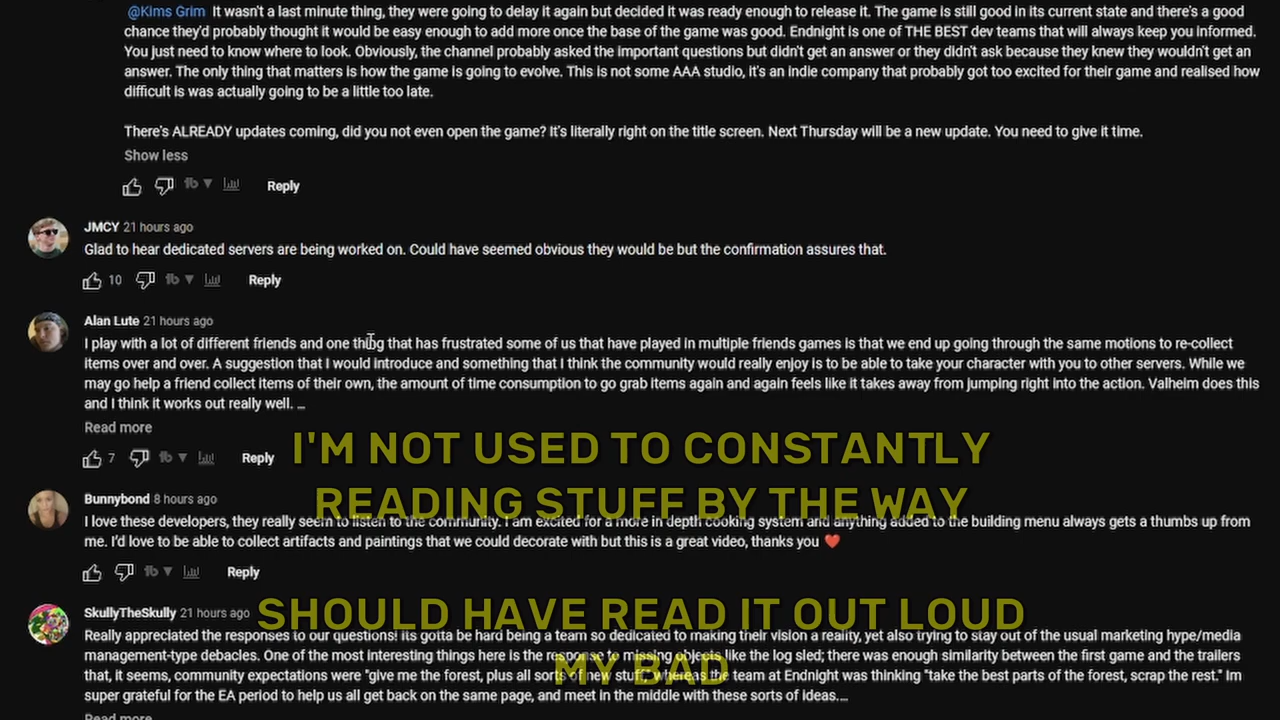 @Kims Grim It wasn't a last minute thing, they were going to delay it again but decided it was ready enough to release it. The game is still good in its current state and there's a good
chance they'd probably thought it would be easy enough to add more once the base of the game was good. Endnight is one of THE BEST dev teams that will always keep you informed.
You just need to know where to look. Obviously, the channel probably asked the important questions but didn't get an answer or they didn't ask because they knew they wouldn't get an
answer. The only thing that matters is how the game is going to evolve. This is not some AAA studio, it's an Indie company that probably got too excited for their game and realised how
difficult is was actually going to be a little too late.
There's ALREADY updates coming, did you not even open the game? It's literally right on the title screen. Next Thursday will be a new update. You need to give it time.
Show less
Reply
JMCY 21 hours ago
Glad to hear dedicated servers are being worked on. Could have seemed obvious they would be but the confirmation assures that.
10 Reply
Alan Lute 21 hours ago
I play with a lot of different friends and one thing that has frustrated some of us that have played in multiple friends games is that we end up going through the same motions to re-collect
items over and over. A suggestion that I would introduce and something that I think the community would really enjoy is to be able to take your character with you to other servers. While we
may go help a friend collect items of their own, the amount of time consumption to go grab items again and again feels like it takes away from jumping right into the action. Valheim does this
and I think it works out really well. ...
Read more
7 Reply
I'M NOT USED TO CONSTANTLY
READING STUFF BY THE WAY
Bunnybond 8 hours ago
I love these developers, they really seem to listen to the community. I am excited for a more in depth cooking system and anything added to the building menu always gets a thumbs up from
me. I'd love to be able to collect artifacts and paintings that we could decorate with but this is a great video, thanks you ❤️
Reply
SHOULD HAVE READ IT OUT LOUD
MY BAD
SkullyTheSkully 21 hours ago
Really appreciated the responses to our questions! Its gotta be hard being a team so dedicated to making their vision a reality, yet also trying to stay out of the usual marketing hype/media
management-type debacles. One of the most interesting things here is the response to missing objects like the log sled; there was enough similarity between the first game and the trailers
that, it seems, community expectations were "give me the forest, plus all sorts of new stuff," whereas the team at Endnight was thinking "take the best parts of the forest, scrap the rest." Im
super grateful for the EA period to help us all get back on the same page, and meet in the middle with these sorts of ideas....
Read more